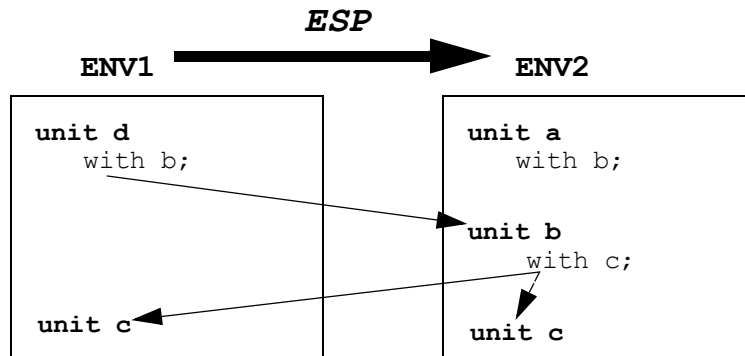 ESP
ENV1
ENV2
unit d
with b;
unit c
unit a
with b;
unit b
with c;
unit c